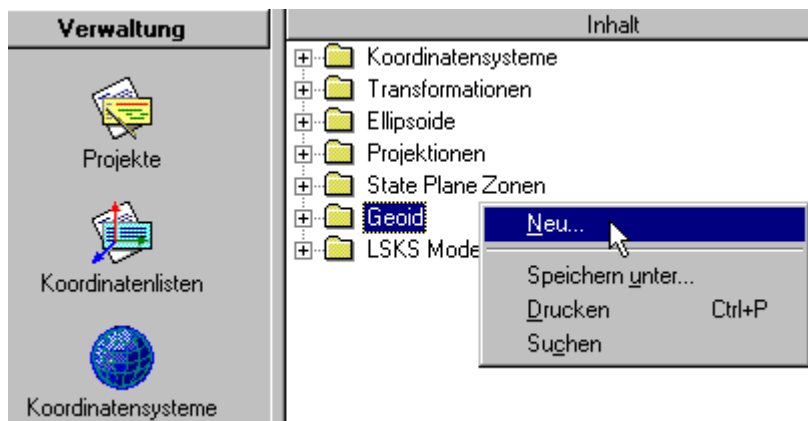 Verwaltung
Projekte
Koordinatenlisten
Koordinatensysteme
Inhalt
Koordinatensysteme
Transformationen
Ellipsoide
Projektionen
State Plane Zonen
Geoid
LSKS Mode
Neu...
Speichern unter...
Drucken Ctrl+P
Suchen